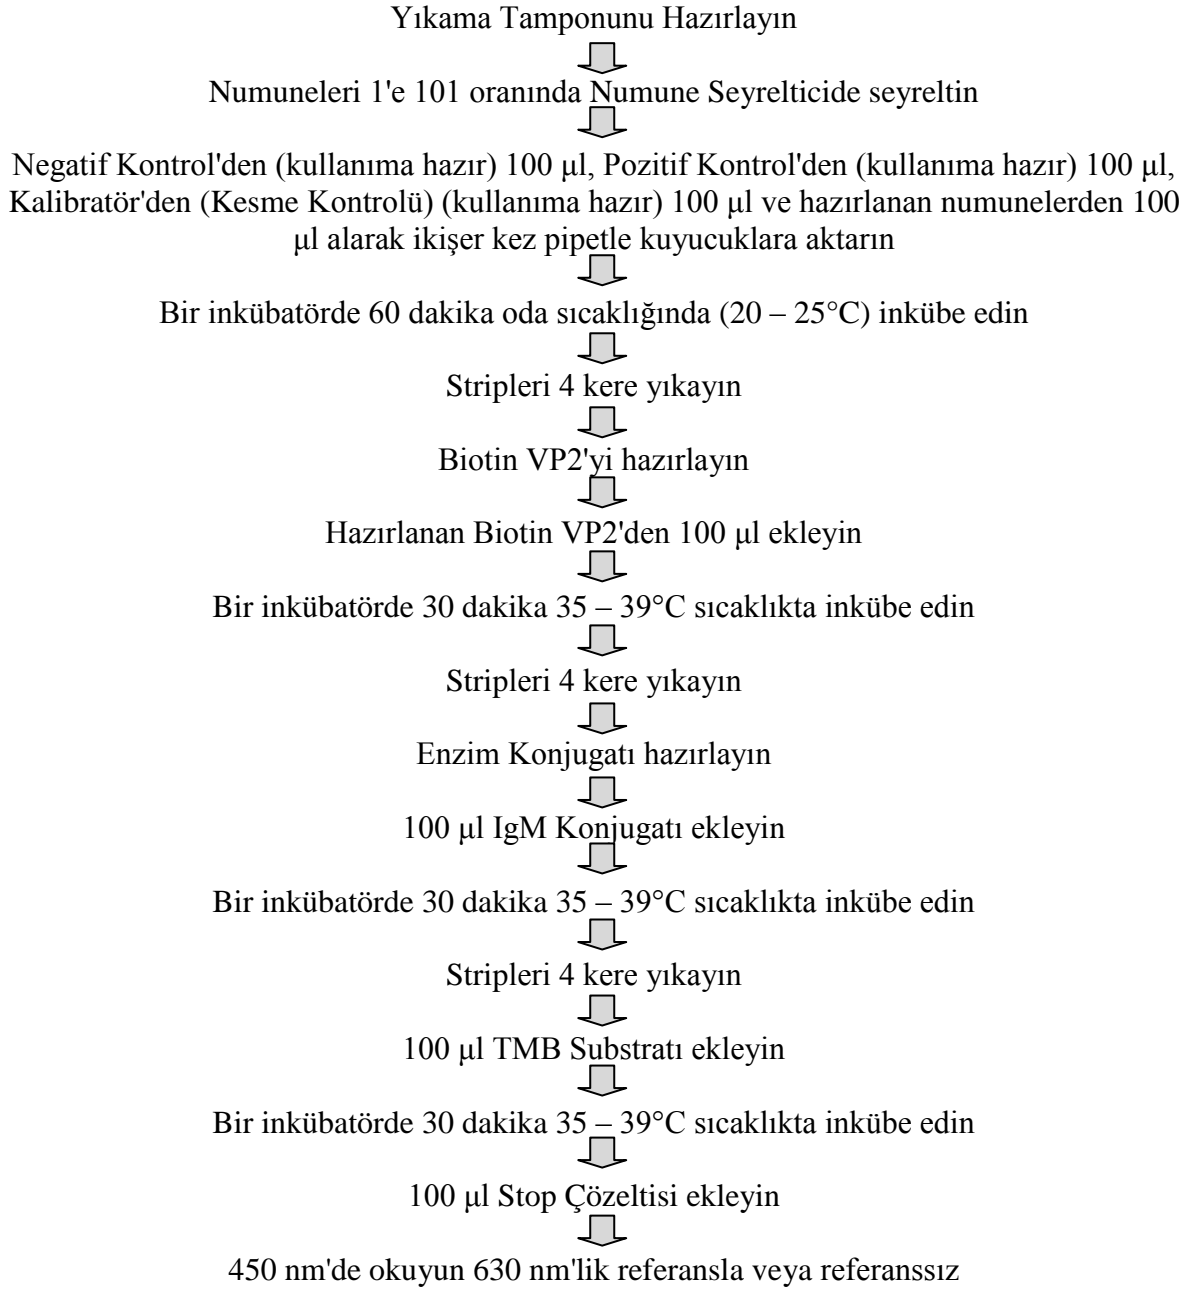 Yıkama Tamponunu Hazırlayın
Numuneleri 1'e 101 oranında Numune Seyrelticide seyreltin
Negatif Kontrol'den (kullanıma hazır) 100 μl, Pozitif Kontrol'den (kullanıma hazır) 100 μl,
Kalibratör'den (Kesme Kontrolü) (kullanıma hazır) 100 μl ve hazırlanan numunelerden 100
μl alarak ikişer kez pipetle kuyucuklara aktarın
Bir inkübatörde 60 dakika oda sıcaklığında (20 – 25°C) inkübe edin
Stripleri 4 kere yıkayın
Biotin VP2'yi hazırlayın
Hazırlanan Biotin VP2'den 100 μl ekleyin
Bir inkübatörde 30 dakika 35 – 39°C sıcaklıkta inkübe edin
Stripleri 4 kere yıkayın
Enzim Konjugatı hazırlayın
100 μl IgM Konjugatı ekleyin
Bir inkübatörde 30 dakika 35 – 39°C sıcaklıkta inkübe edin
Stripleri 4 kere yıkayın
100 μl TMB Substratı ekleyin
Bir inkübatörde 30 dakika 35 – 39°C sıcaklıkta inkübe edin
100 μl Stop Çözeltisi ekleyin
450 nm'de okuyun 630 nm'lik referansla veya referanssız